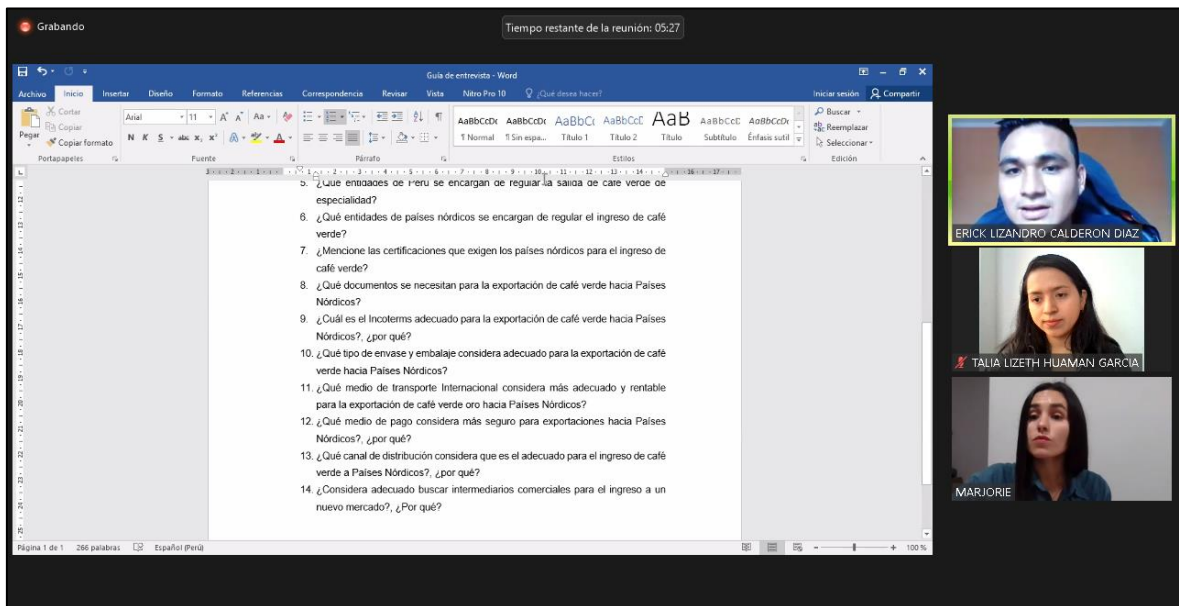 Grabando
Tiempo restante de la reunión: 05:27
Guía de entrevista - Word
Archivo Inicio Insertar Diseño Formato Referencias Correspondencia Revisar Vista Nitro Pro 10 ¿Qué desea hacer? Iniciar sesión Compartir
Pegar
Cortar
Copiar
Copiar formato
Portapapeles
Arial 11
N K S abc x, x²
Fuente
Párrafo
AaBbCcDc AaBbCcDc AaBbCc AaBbCcC AaB AaBbCcC AaBbCcDc
¶ Normal ¶ Sin espa... Título 1 Título 2 Título Subtítulo Énfasis sutil
Estilos
Buscar
Reemplazar
Seleccionar
Edición
5. ¿Qué entidades de Perú se encargan de regular la salida de café verde de
especialidad?
6. ¿Qué entidades de países nórdicos se encargan de regular el ingreso de café
verde?
7. ¿Mencione las certificaciones que exigen los países nórdicos para el ingreso de
café verde?
8. ¿Qué documentos se necesitan para la exportación de café verde hacia Países
Nórdicos?
9. ¿Cuál es el Incoterms adecuado para la exportación de café verde hacia Países
Nórdicos?, ¿por qué?
10. ¿Qué tipo de envase y embalaje considera adecuado para la exportación de café
verde hacia Países Nórdicos?
11. ¿Qué medio de transporte Internacional considera más adecuado y rentable
para la exportación de café verde oro hacia Países Nórdicos?
12. ¿Qué medio de pago considera más seguro para exportaciones hacia Países
Nórdicos?, ¿por qué?
13. ¿Qué canal de distribución considera que es el adecuado para el ingreso de café
verde a Países Nórdicos?, ¿por qué?
14. ¿Considera adecuado buscar intermediarios comerciales para el ingreso a un
nuevo mercado?, ¿Por qué?
Página 1 de 1 266 palabras Español (Perú) 100 %
ERICK LIZANDRO CALDERON DIAZ
TALIA LIZETH HUAMAN GARCIA
MARJORIE